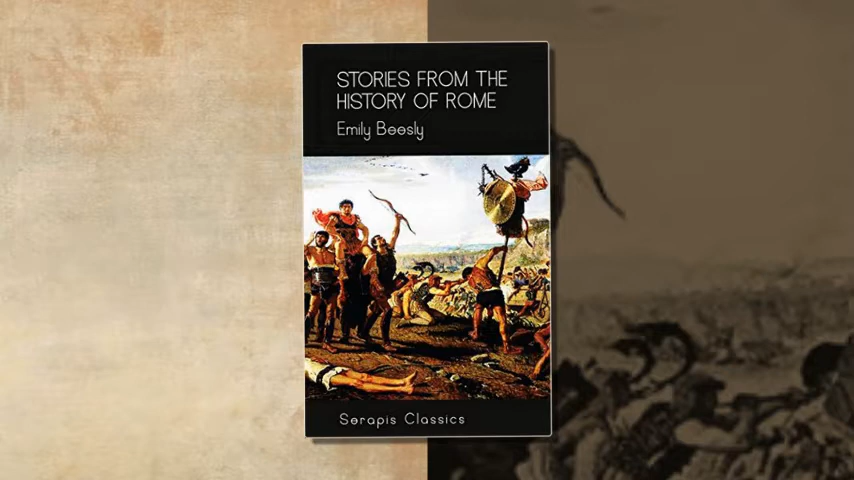 STORIES FROM THE
HISTORY OF ROME
Emily Beesly
Serapis Classics